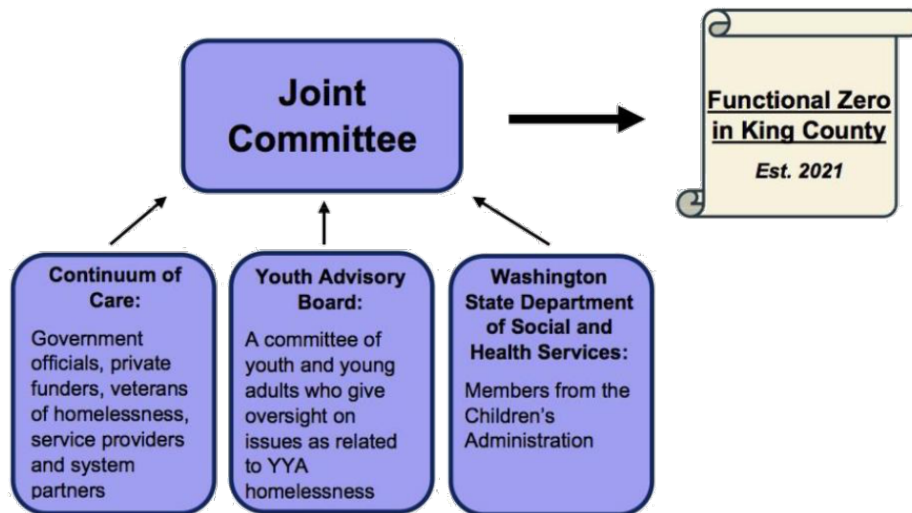 Joint
Committee
Functional Zero
in King County
Est. 2021
Continuum of
Care:
Government
officials, private
funders, veterans
of homelessness,
service providers
and system
partners
Youth Advisory
Board:
A committee of
youth and young
adults who give
oversight on
issues as related
to YYA
homelessness
Washington
State Department
of Social and
Health Services:
Members from the
Children's
Administration